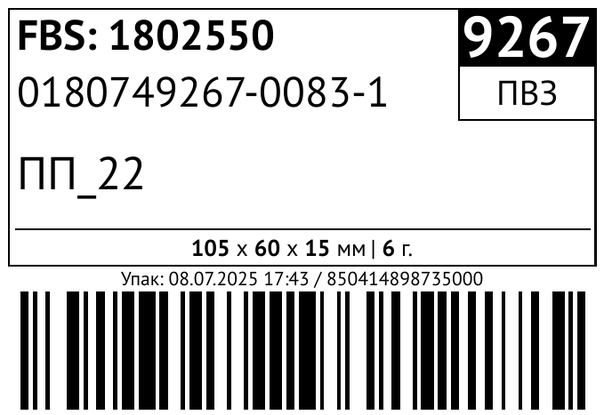 FBS: 1802550
9267
0180749267-0083-1
ПВЗ
ПП_22
105 x 60 x 15 мм | 6 г.
Упак: 08.07.2025 17:43 / 850414898735000